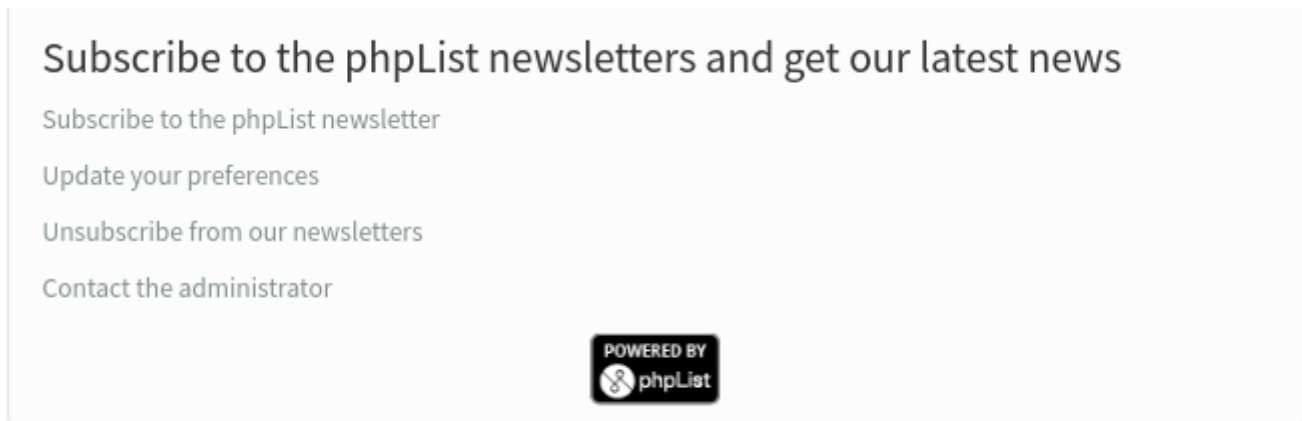 Subscribe to the phpList newsletters and get our latest news
Subscribe to the phpList newsletter
Update your preferences
Unsubscribe from our newsletters
Contact the administrator
POWERED BY
phpList